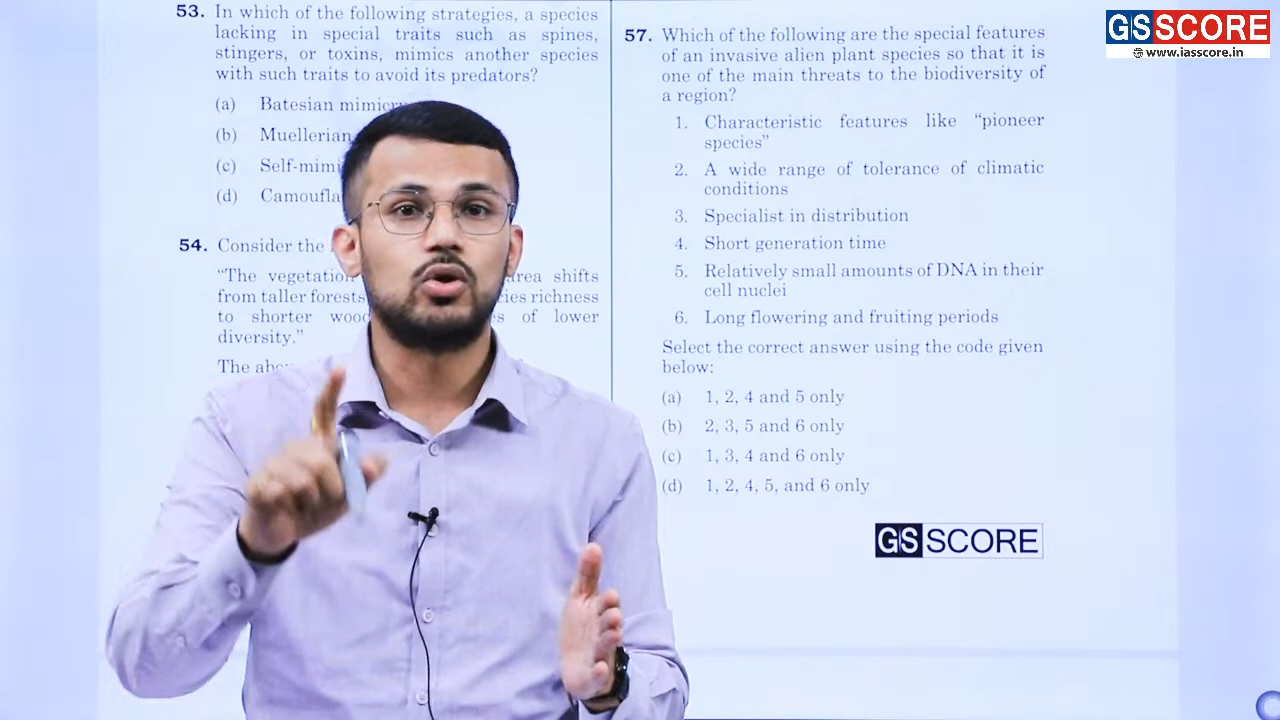 53. In which of the following strategies, a species
lacking in special traits such as spines,
stingers, or toxins, mimics another species
with such traits to avoid its predators?
(a) Batesian mimicry
(b) Muellerian
(c) Self-mimi
(d) Camoufla
54. Consider the
“The vegetation area shifts
from taller forests richness
to shorter of lower
diversity.”
The
57. Which of the following are the special features
of an invasive alien plant species so that it is
one of the main threats to the biodiversity of
a region?
1. Characteristic features like “pioneer
species”
2. A wide range of tolerance of climatic
conditions
3. Specialist in distribution
4. Short generation time
5. Relatively small amounts of DNA in their
cell nuclei
6. Long flowering and fruiting periods
Select the correct answer using the code given
below:
(a) 1, 2, 4 and 5 only
(b) 2, 3, 5 and 6 only
(c) 1, 3, 4 and 6 only
(d) 1, 2, 4, 5, and 6 only
GS SCORE
GSSCORE
www.iasscore.in